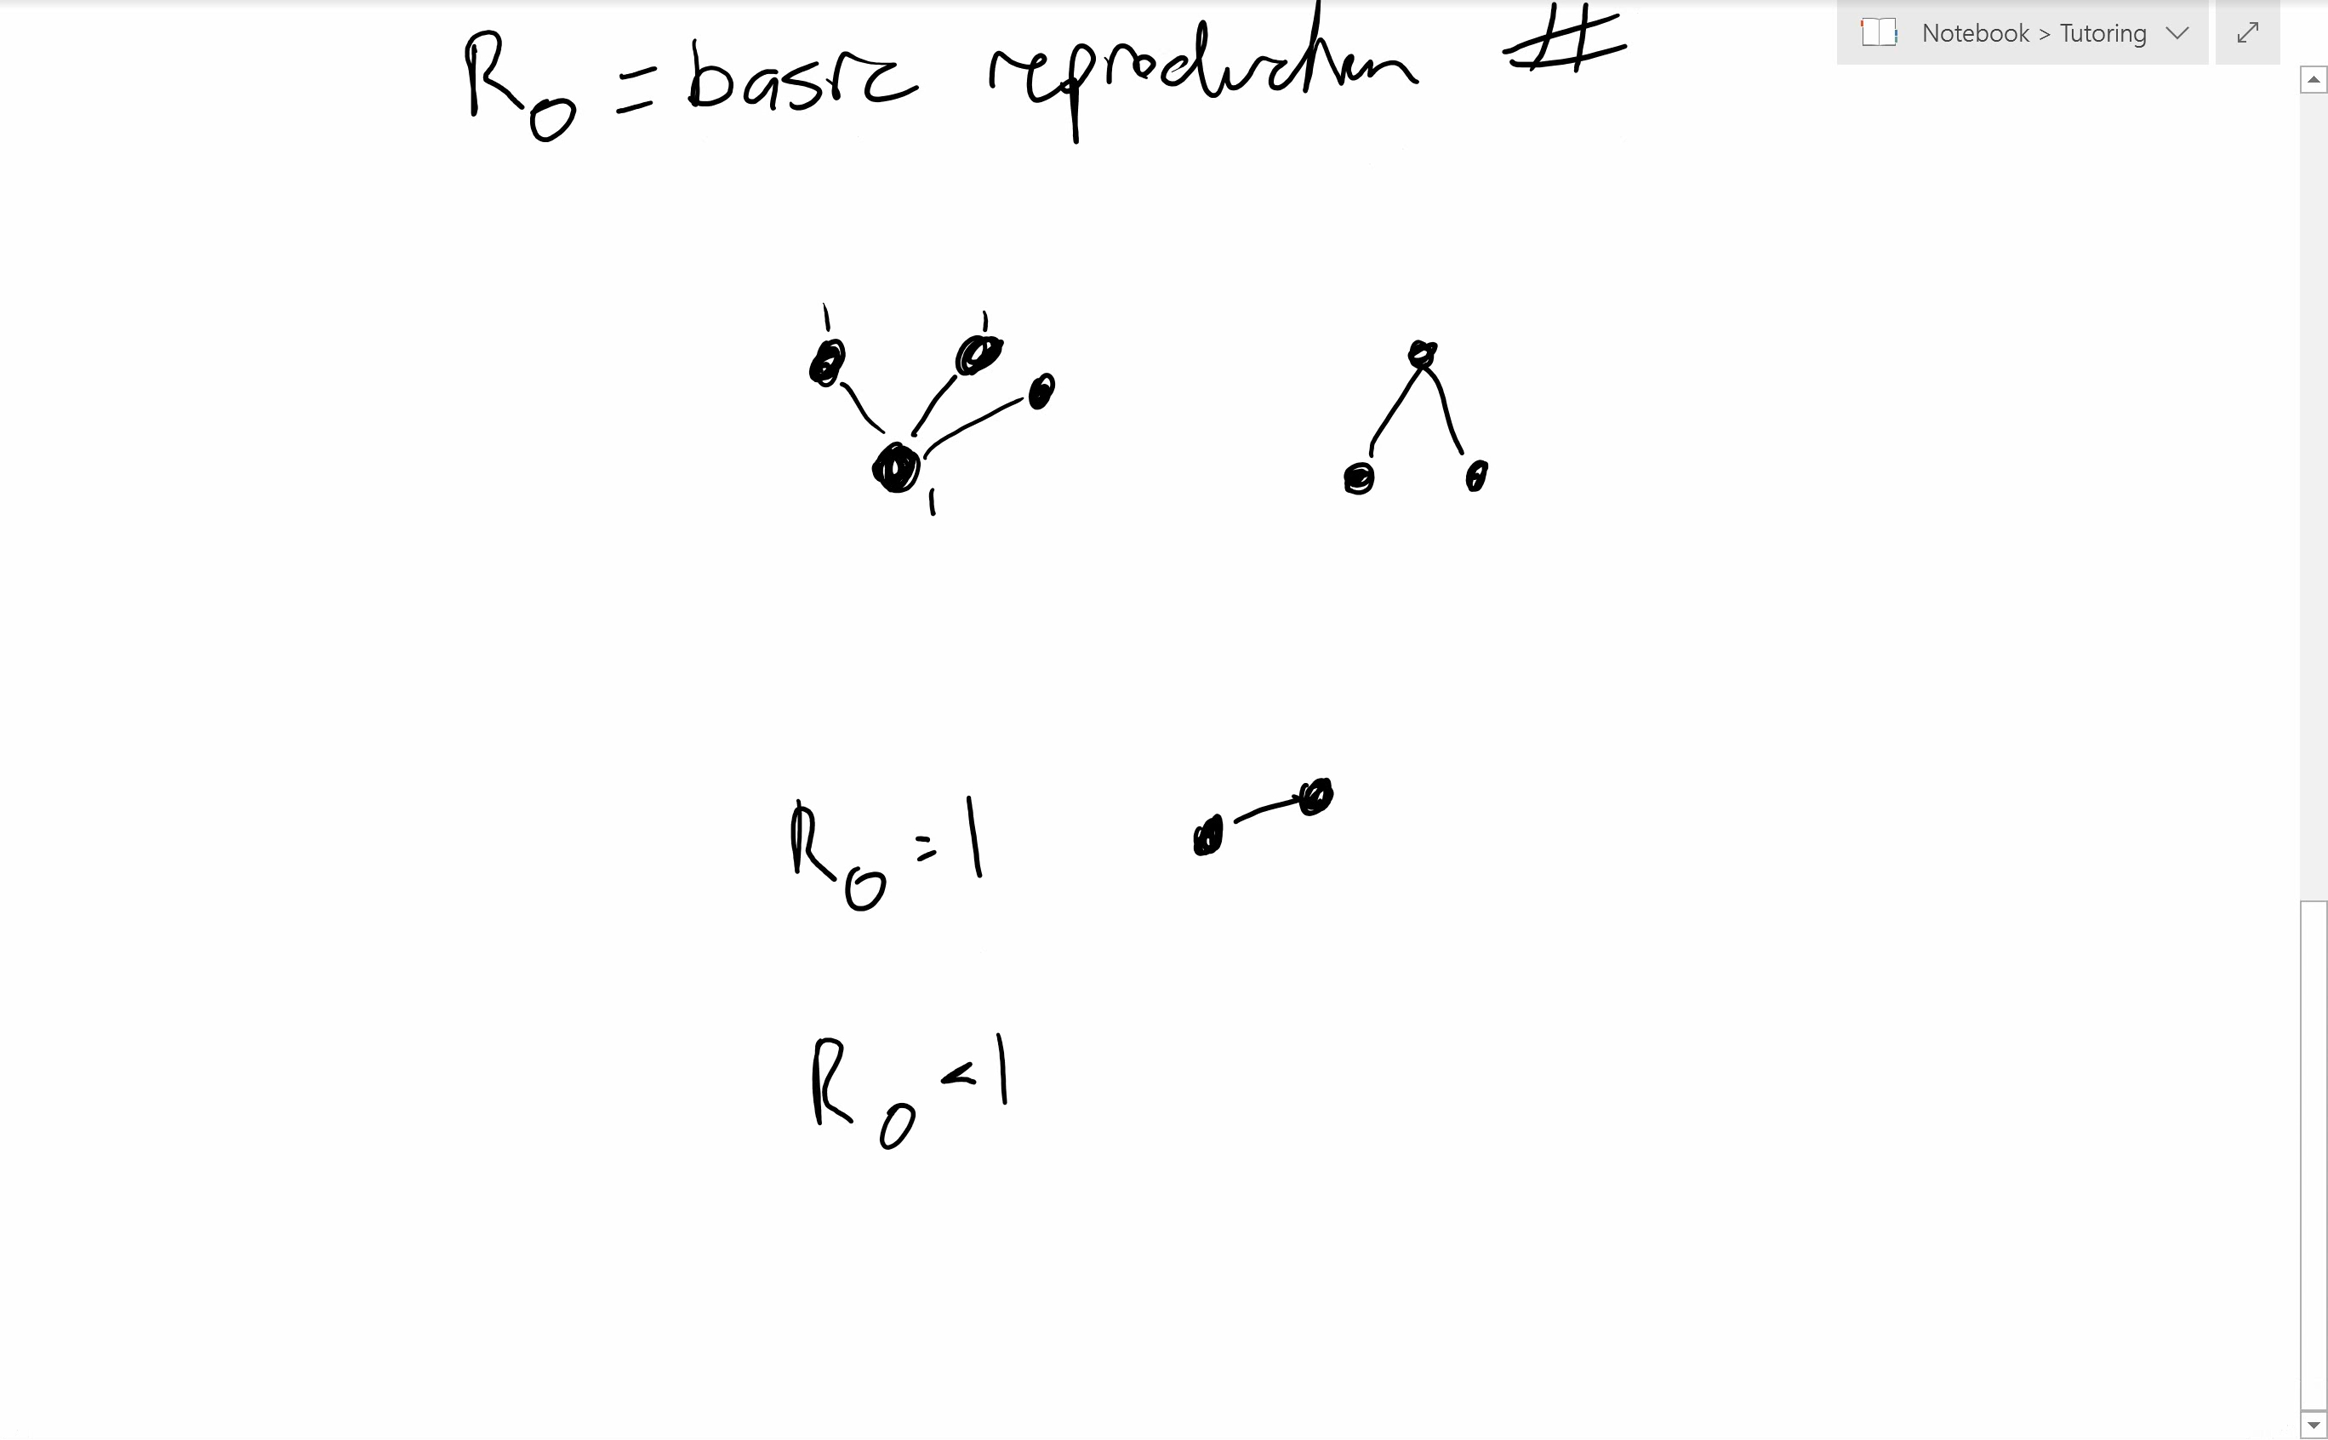 Notebook > Tutoring
R₀ = basic reproduction #
R₀ = 1
R₀ < 1